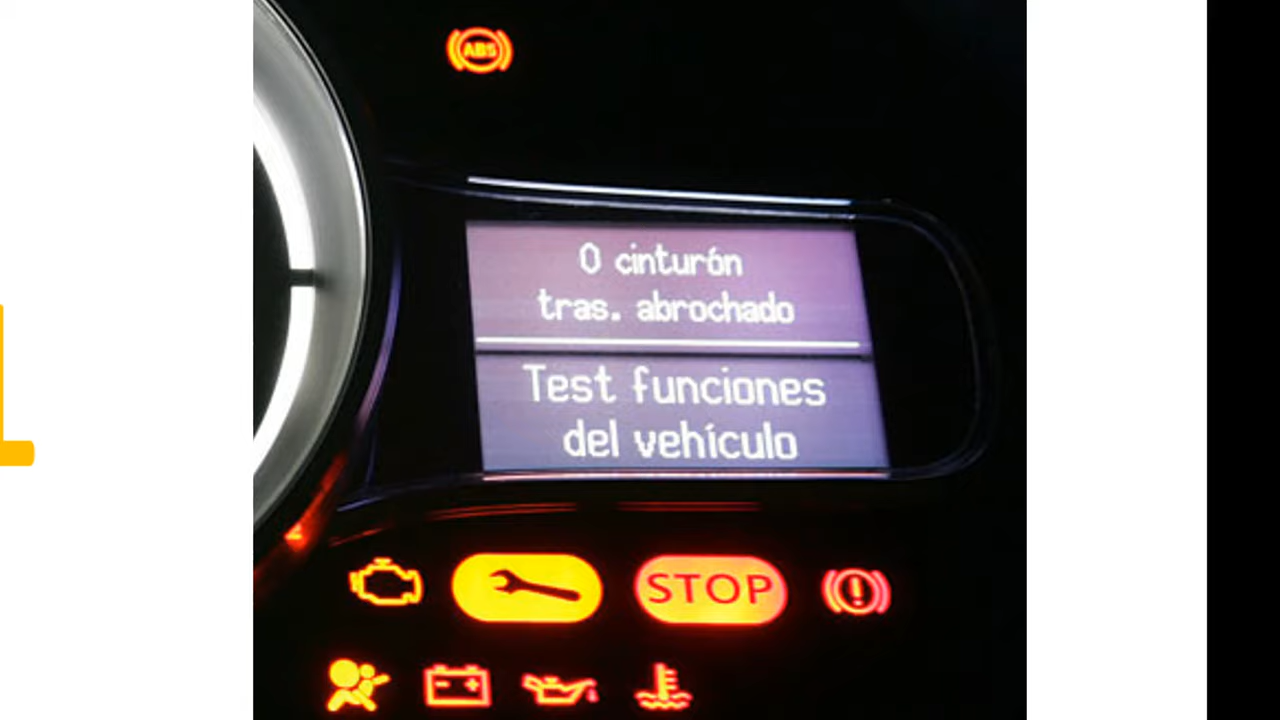 ABS
0 cinturón
tras. abrochado
Test funciones
del vehículo
STOP